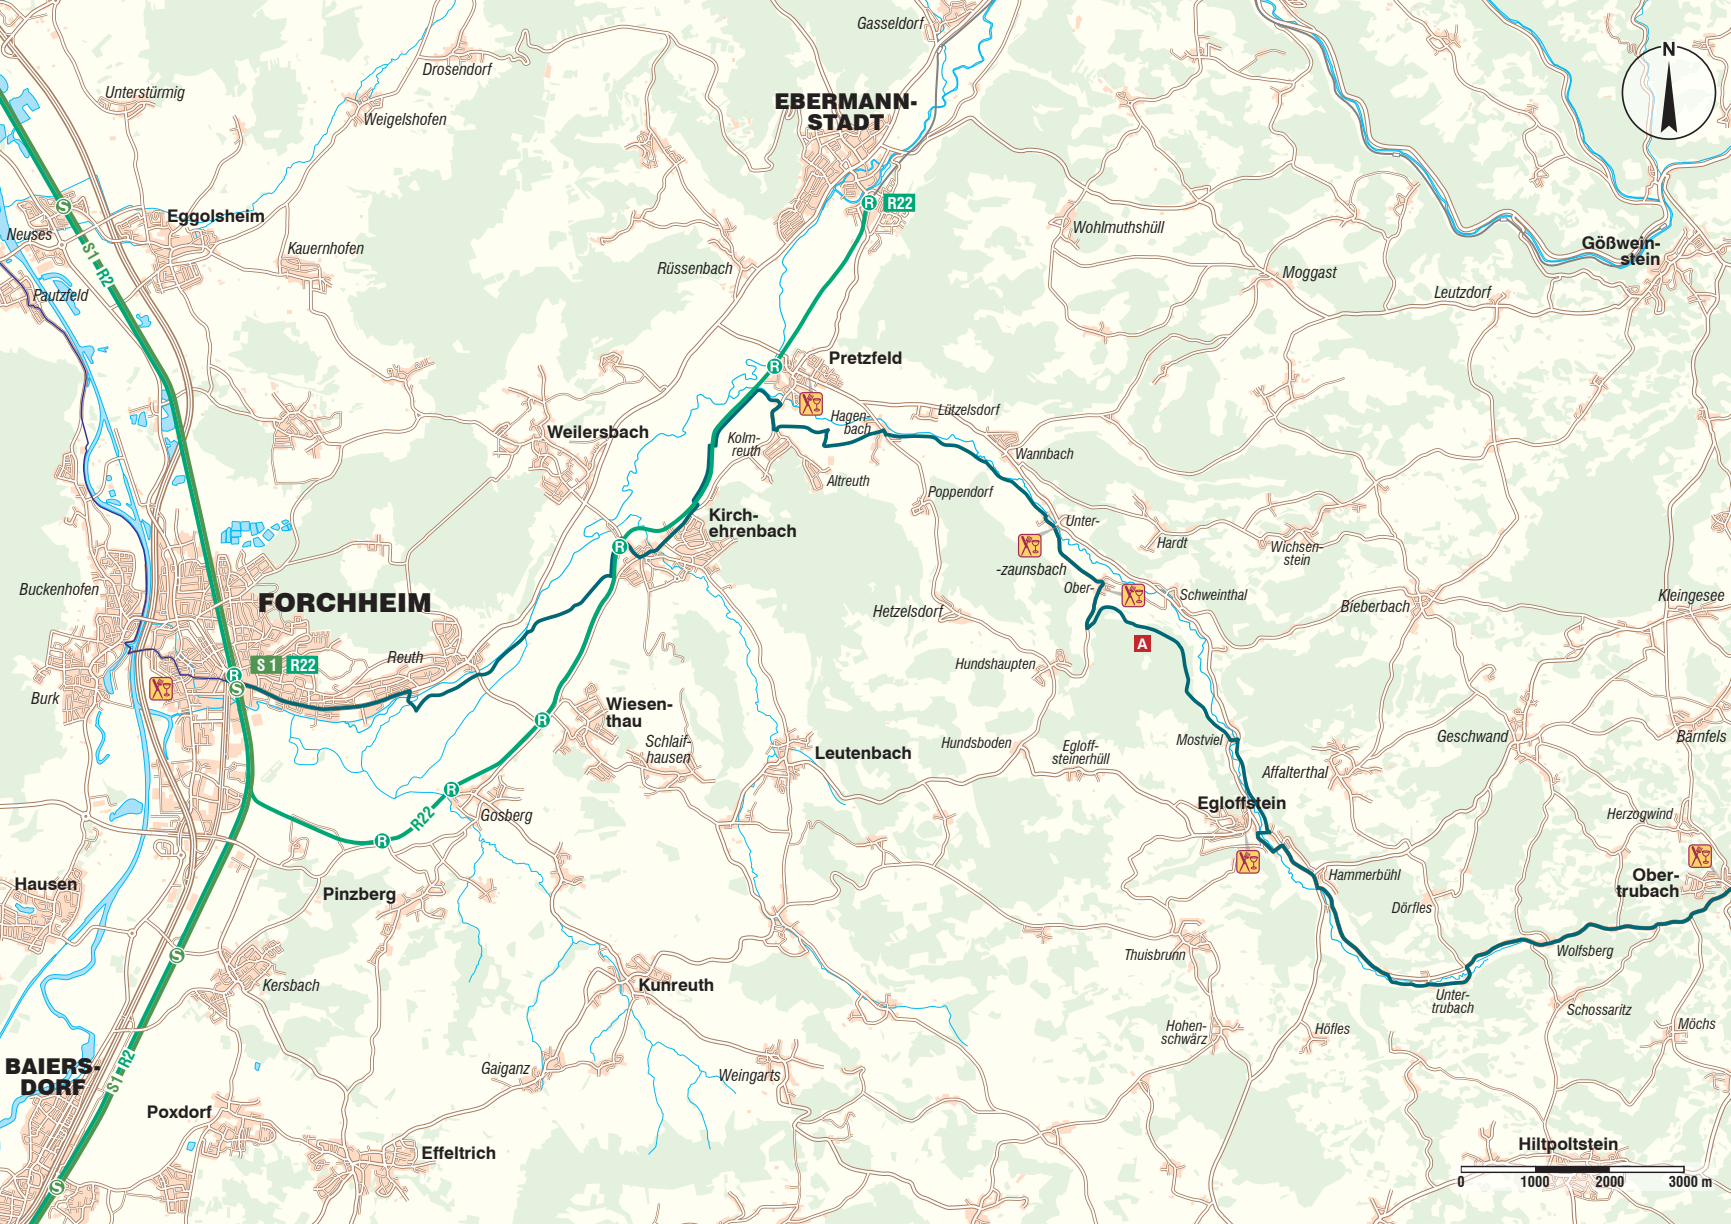 Gasseldorf
N
Drosendorf
Unterstürmig
EBERMANN-
STADT
Weigelshofen
S
R
R22
Eggolsheim
Neuses
Wohlmuthshüll
Kauernhofen
S1
R2
Gößwein-
stein
Rüssenbach
Moggast
Pautzfeld
Leutzdorf
R
Pretzfeld
Lützelsdorf
Hagen-
bach
Weilersbach
Kolm-
reuth
Wannbach
Altreuth
Poppendorf
Kirch-
ehrenbach
Unter-
Hardt
Wichsen-
stein
R
-zaunsbach
Ober-
Buckenhofen
FORCHHEIM
Schweinthal
Kleingesee
Bieberbach
Hetzelsdorf
A
Reuth
S 1
R22
Hundshaupten
R
S
Burk
Wiesen-
thau
R
Schlaif-
hausen
Leutenbach
Hundsboden
Egloff-
steinerhüll
Mostviel
Geschwand
Bärnfels
Affalterthal
R
Egloffstein
Gosberg
R22
Herzogwind
R
Hausen
Pinzberg
Hammerbühl
Ober-
trubach
Dörfles
S
Thuisbrunn
Wolfsberg
Kersbach
Kunreuth
Unter-
trubach
Schossaritz
Hohen-
schwärz
Höfles
Möchs
BAIERS-
DORF
S1
R2
Gaiganz
Weingarts
Poxdorf
Effeltrich
Hiltpoltstein
S
0
1000
2000
3000 m